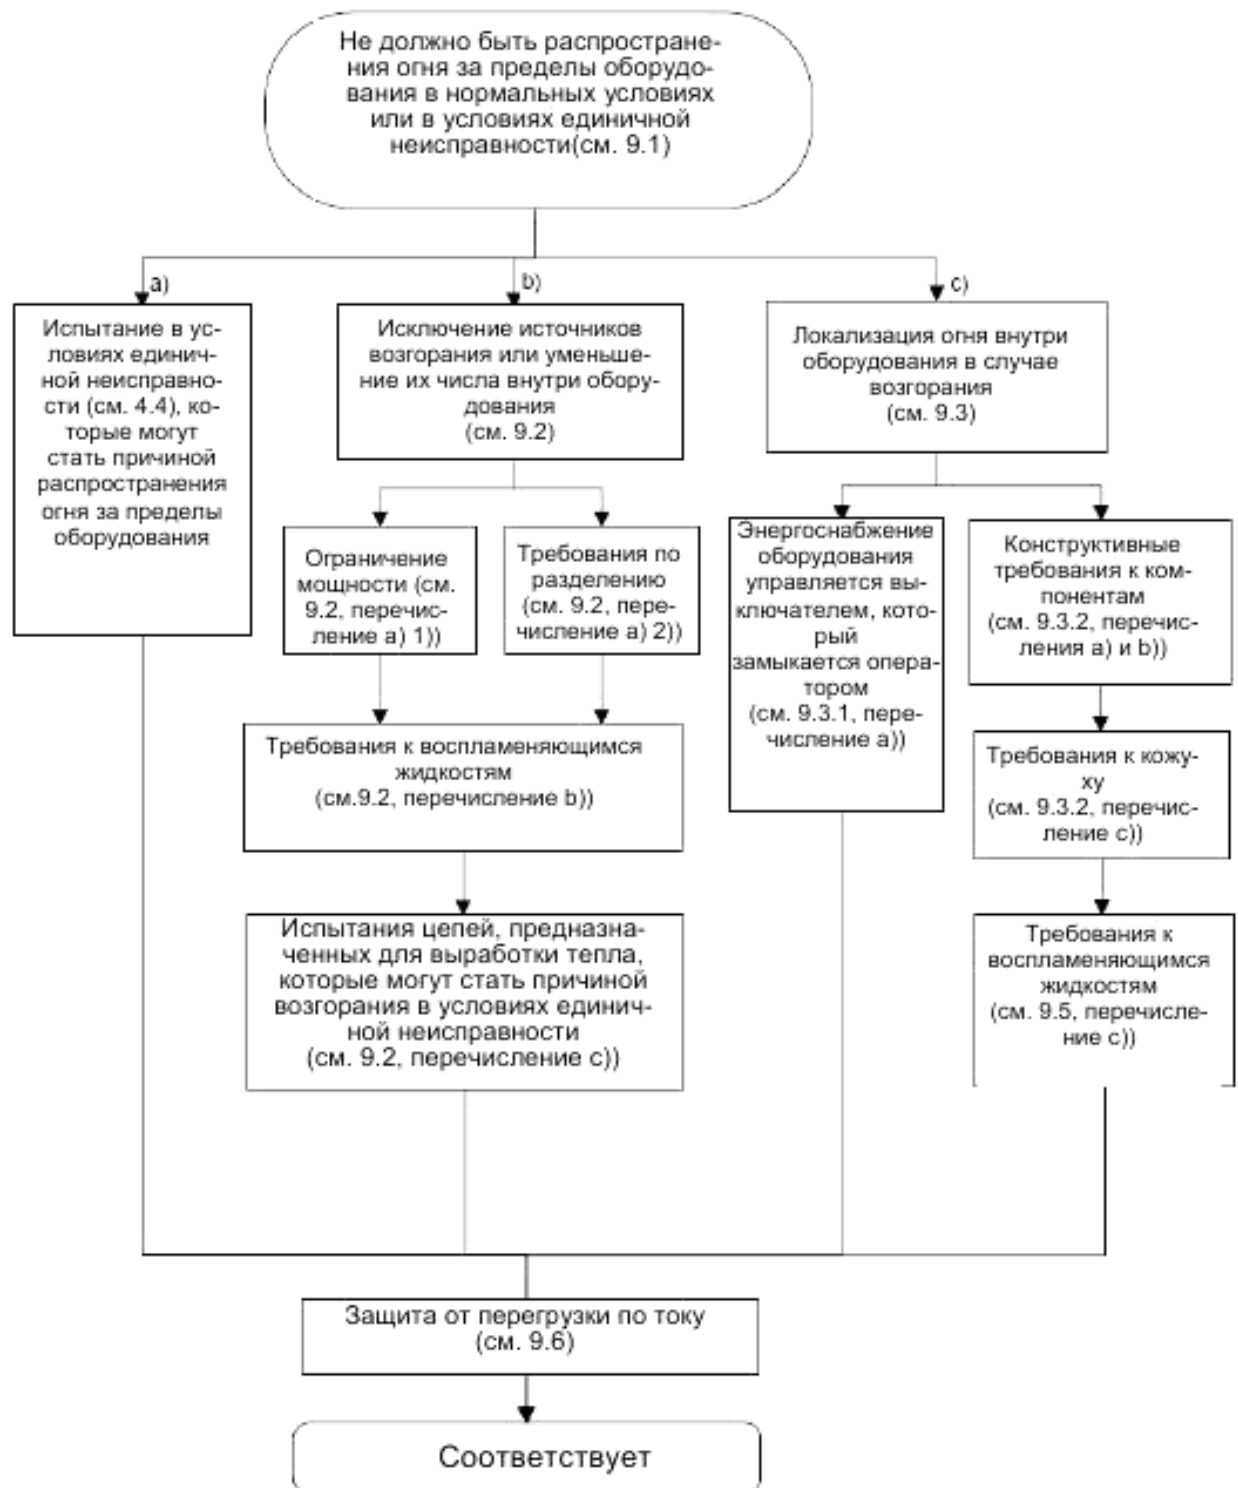 Не должно быть распростране-
ния огня за пределы оборудо-
вания в нормальных условиях
или в условиях единичной
неисправности(см. 9.1)
a)
Испытание в ус-
ловиях единич-
ной неисправно-
сти (см. 4.4), ко-
торые могут
стать причиной
распространения
огня за пределы
оборудования
b)
Исключение источников
возгорания или уменьше-
ние их числа внутри обору-
дования
(см. 9.2)
c)
Локализация огня внутри
оборудования в случае
возгорания
(см. 9.3)
Ограничение
мощности (см.
9.2, перечис-
ление a) 1))
Требования по
разделению
(см. 9.2, пере-
числение a) 2))
Энергоснабжение
оборудования
управляется вы-
ключателем, кото-
рый
замыкается опера-
тором
(см. 9.3.1, пере-
числение a))
Конструктивные
требования к ком-
понентам
(см. 9.3.2, перечис-
ления a) и b))
Требования к воспламеняющимся
жидкостям
(см.9.2, перечисление b))
Требования к кожу-
ху
(см. 9.3.2, перечис-
ление c))
Испытания цепей, предназна-
ченных для выработки тепла,
которые могут стать причиной
возгорания в условиях единич-
ной неисправности
(см. 9.2, перечисление c))
Требования к
воспламеняющимся
жидкостям
(см. 9.5, перечисле-
ние c))
Защита от перегрузки по току
(см. 9.6)
Соответствует